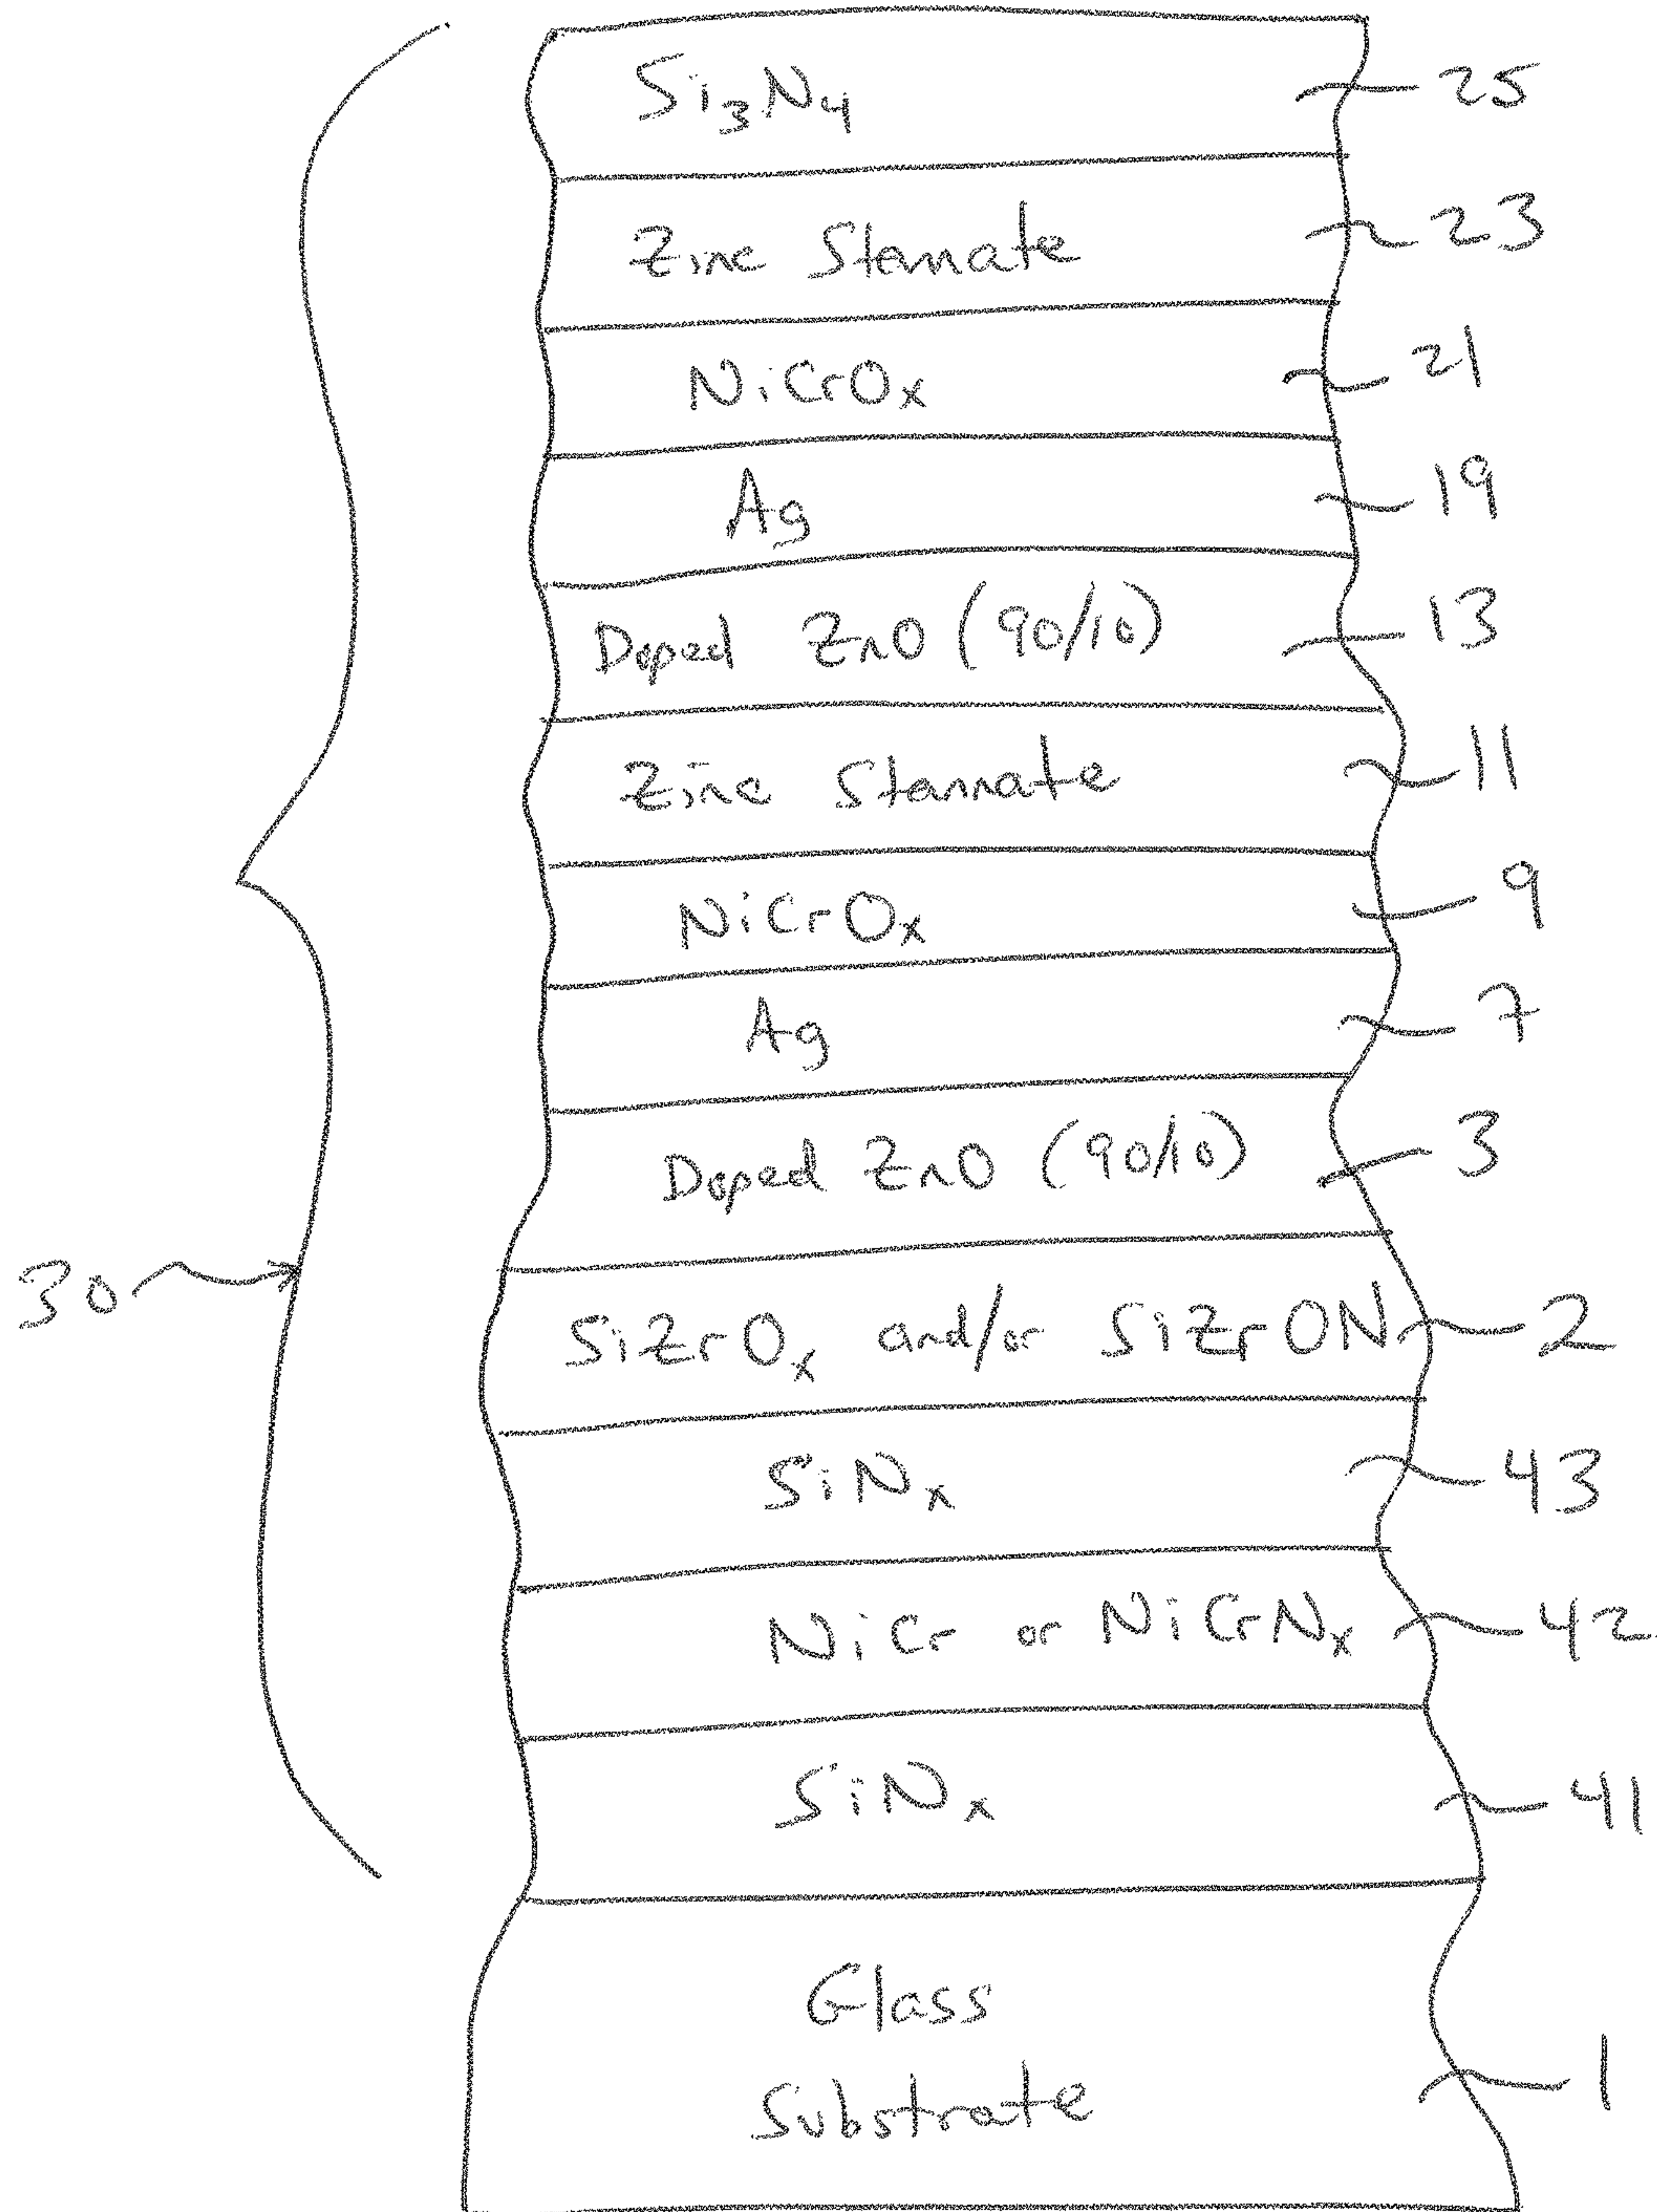 Si₃N₄ 25
Zinc Stannate 23
NiCrOₓ 21
Ag 19
Doped ZnO (90/10) 13
Zinc Stannate 11
NiCrOₓ 9
Ag 7
Doped ZnO (90/10) 3
30
SiZrOₓ and/or SiZrON 2
SiNₓ 43
NiCr or NiCrNₓ 42
SiNₓ 41
Glass
Substrate 1